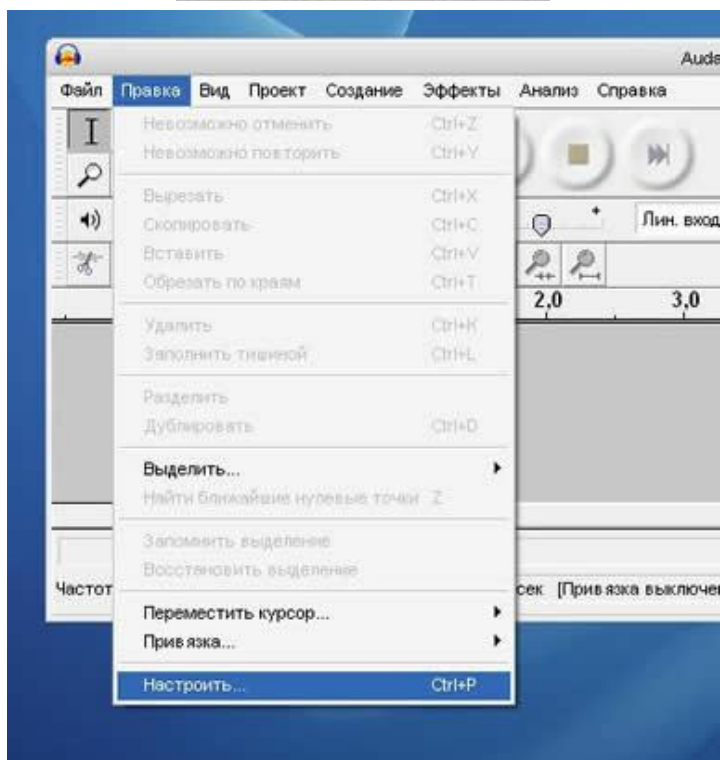 Auda
Файл Правка Вид Проект Создание Эффекты Анализ Справка
Невозможно отменить Ctrl+Z
Невозможно повторить Ctrl+Y
Вырезать Ctrl+X
Скопировать Ctrl+C
Вставить Ctrl+V
Обрезать по краям Ctrl+T
Удалить Ctrl+K
Заполнить тишиной Ctrl+L
Разделить
Дублировать Ctrl+D
Выделить...
Найти ближайшие нулевые точки Z
Запомнить выделение
Восстановить выделение
Переместить курсор...
Привязка...
Настроить... Ctrl+P
Лин. вход
2,0 3,0
Частот
сек [Привязка выключе